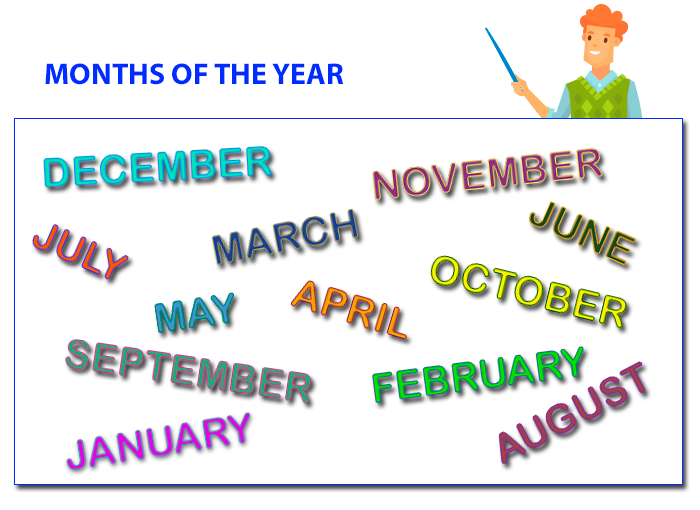 MONTHS OF THE YEAR
DECEMBER
NOVEMBER
JULY
MARCH
JUNE
MAY
APRIL
OCTOBER
SEPTEMBER
FEBRUARY
JANUARY
AUGUST